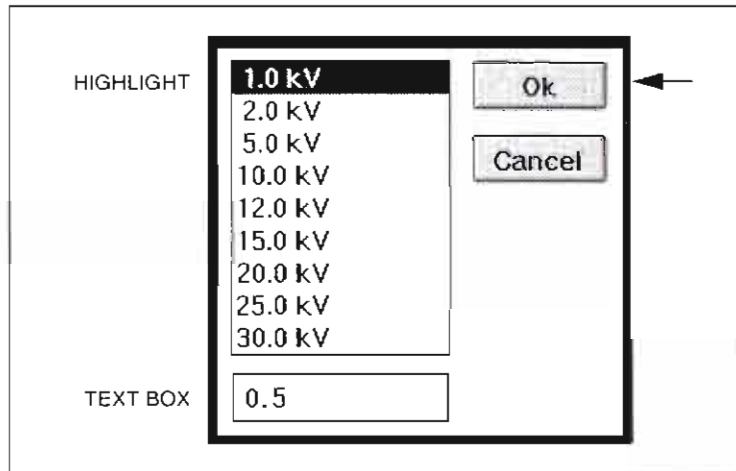 HIGHLIGHT
1.0 kV
2.0 kV
5.0 kV
10.0 kV
12.0 kV
15.0 kV
20.0 kV
25.0 kV
30.0 kV
Ok
Cancel
TEXT BOX
0.5